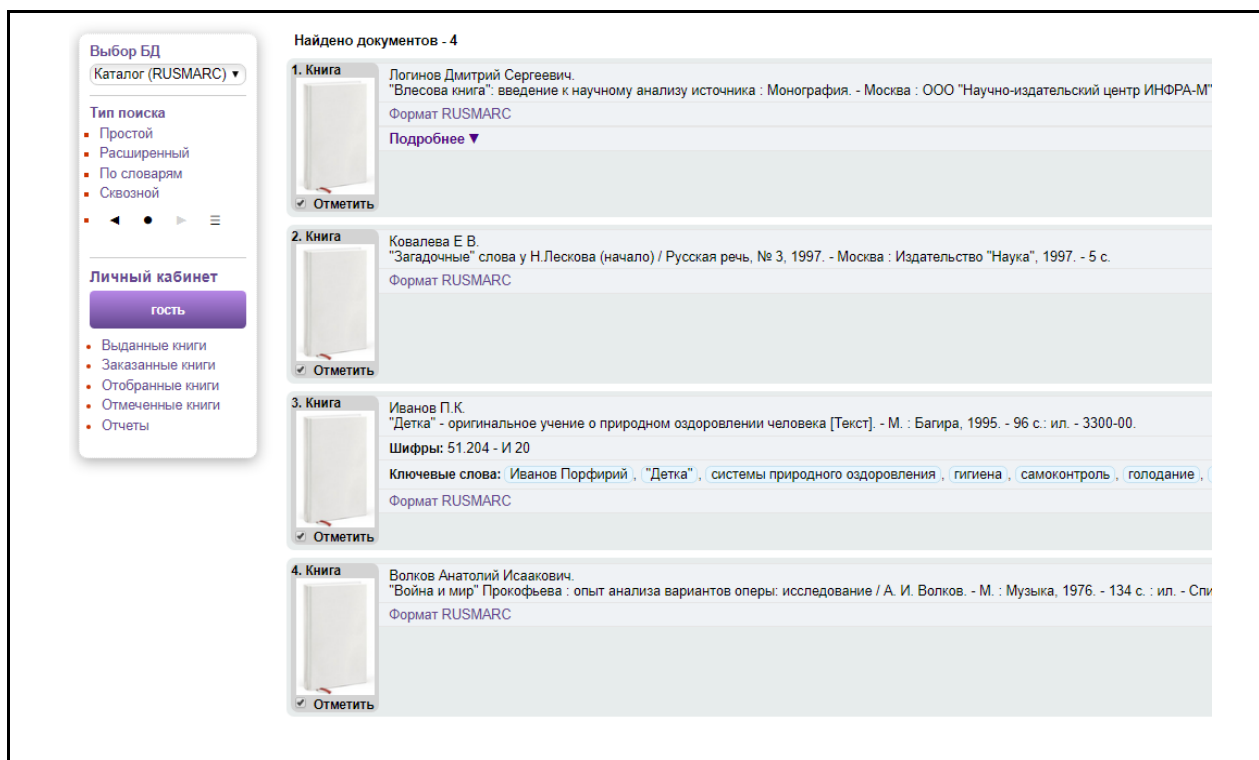 Выбор БД
Каталог (RUSMARC)
Тип поиска
Простой
Расширенный
По словарям
Сквозной
Личный кабинет
гость
Выданные книги
Заказанные книги
Отобранные книги
Отмеченные книги
Отчеты
Найдено документов - 4
1. Книга
Логинов Дмитрий Сергеевич.
"Влесова книга": введение к научному анализу источника : Монография. - Москва : ООО "Научно-издательский центр ИНФРА-М"
Формат RUSMARC
Подробнее ▼
Отметить
2. Книга
Ковалева Е В.
"Загадочные" слова у Н.Лескова (начало) / Русская речь, № 3, 1997. - Москва : Издательство "Наука", 1997. - 5 с.
Формат RUSMARC
Отметить
3. Книга
Иванов П.К.
"Детка" - оригинальное учение о природном оздоровлении человека [Текст]. - М. : Багира, 1995. - 96 с.: ил. - 3300-00.
Шифры: 51.204 - И 20
Ключевые слова: Иванов Порфирий , "Детка" , системы природного оздоровления , гигиена , самоконтроль , голодание ,
Формат RUSMARC
Отметить
4. Книга
Волков Анатолий Исаакович.
"Война и мир" Прокофьева : опыт анализа вариантов оперы: исследование / А. И. Волков. - М. : Музыка, 1976. - 134 с. : ил. - Спи
Формат RUSMARC
Отметить